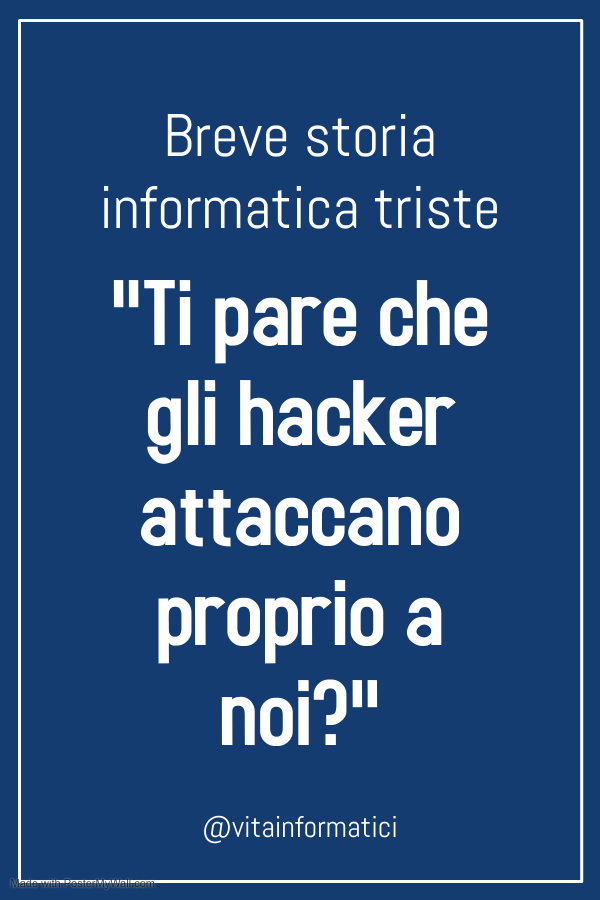 Breve storia
informatica triste
"Ti pare che
gli hacker
attaccano
proprio a
noi?"
@vitainformatici
Made with PosterMyWall.com